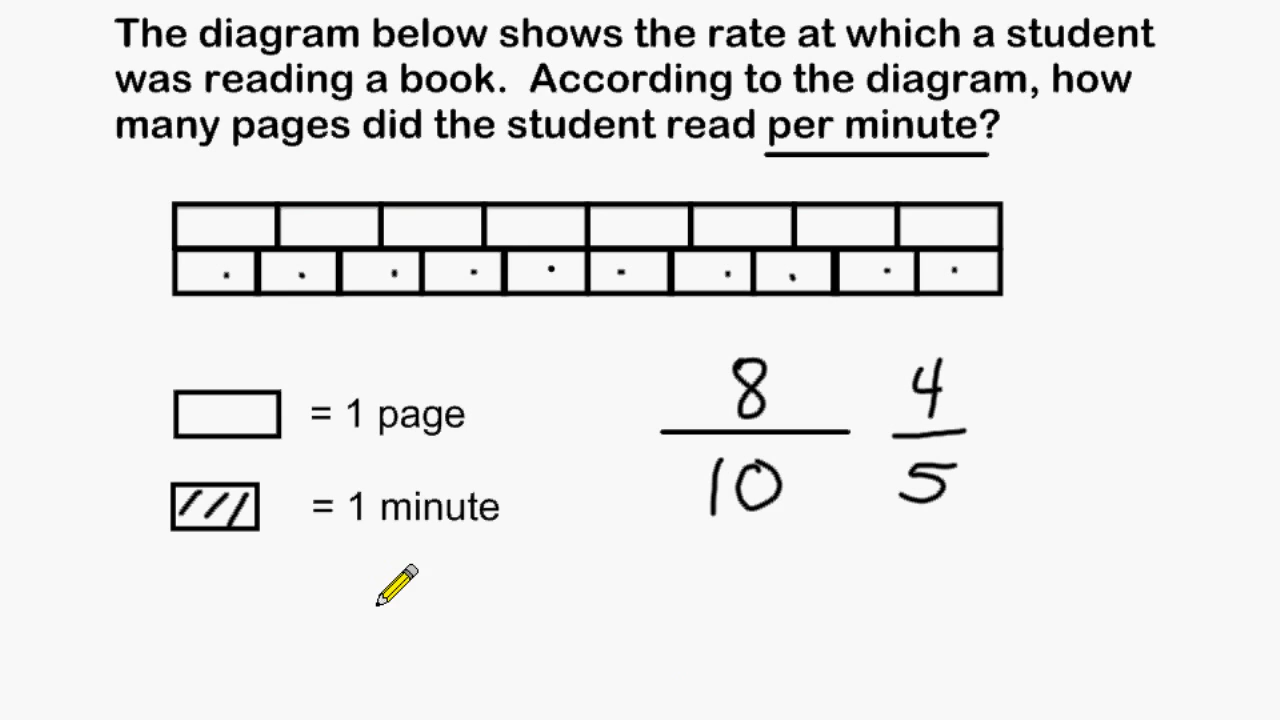 The diagram below shows the rate at which a student
was reading a book.  According to the diagram, how
many pages did the student read per minute?
= 1 page
= 1 minute
8 4
10 5